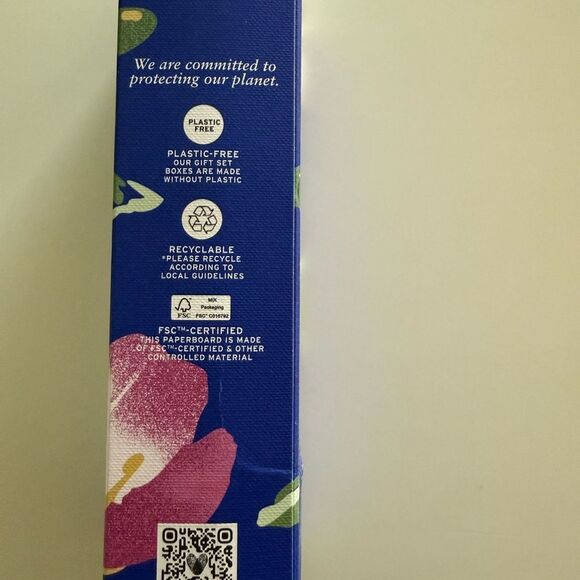 We are committed to
protecting our planet.
PLASTIC
FREE
PLASTIC-FREE
OUR GIFT SET
BOXES ARE MADE
WITHOUT PLASTIC
RECYCLABLE
*PLEASE RECYCLE
ACCORDING TO
LOCAL GUIDELINES
FSC
MIX
Packaging
FSC® C016792
FSC™-CERTIFIED
THIS PAPERBOARD IS MADE
OF FSC™-CERTIFIED & OTHER
CONTROLLED MATERIAL